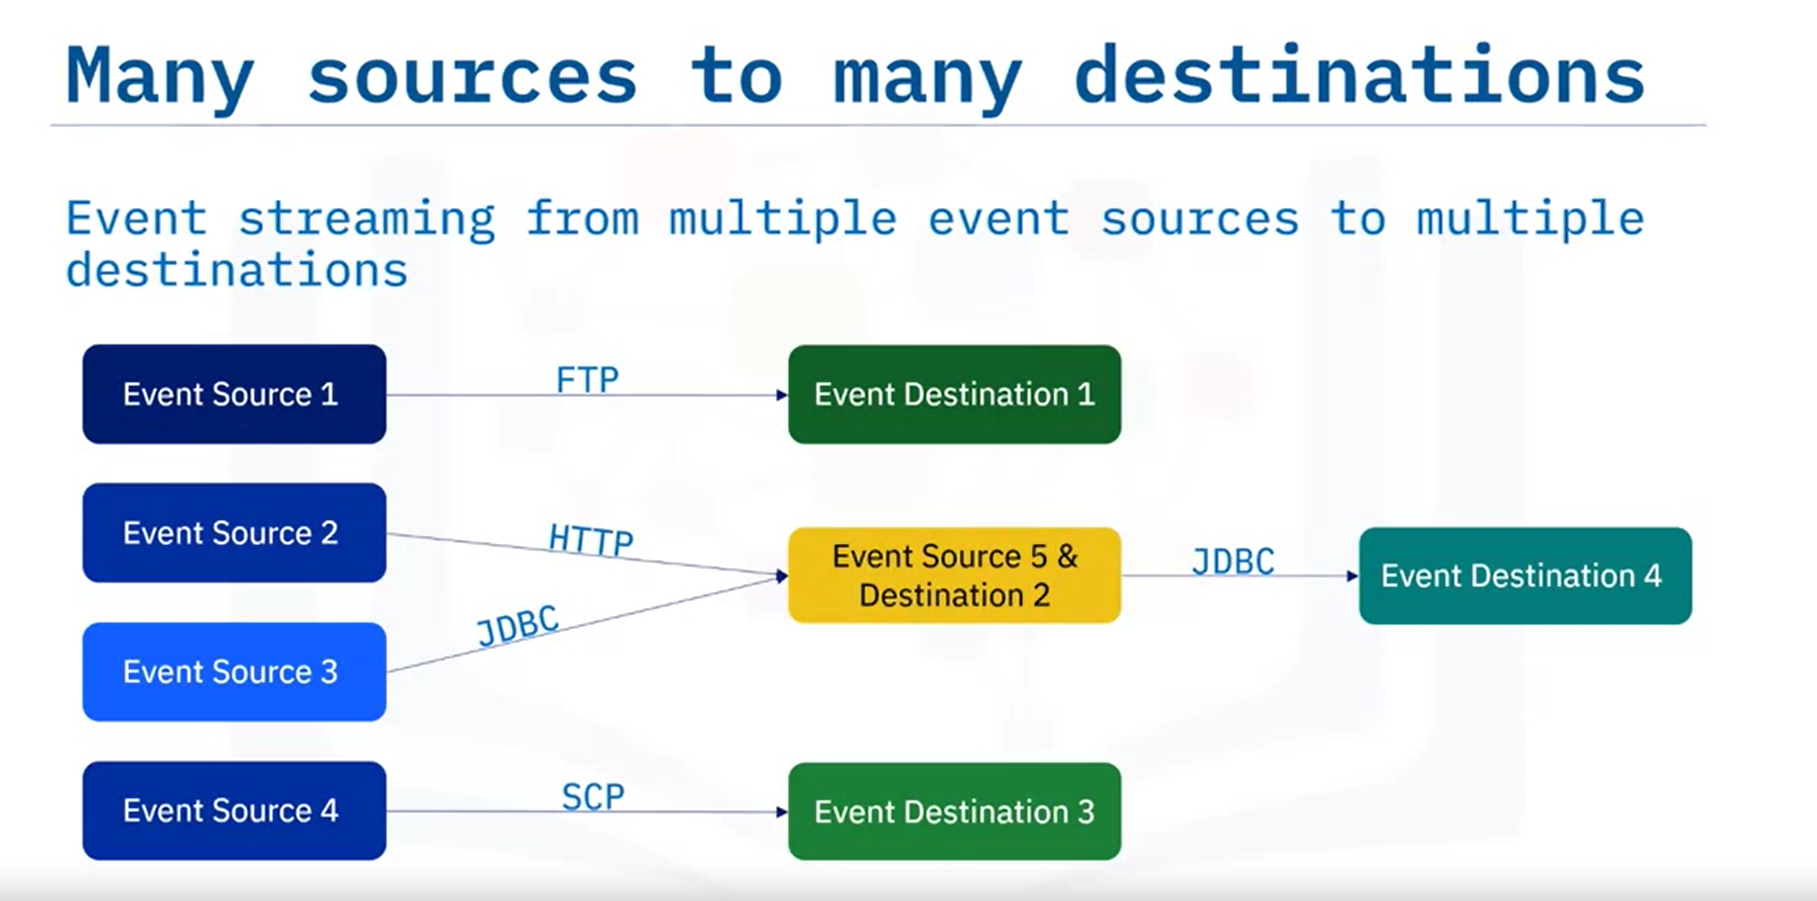 Many sources to many destinations
Event streaming from multiple event sources to multiple
destinations
Event Source 1
FTP
Event Destination 1
Event Source 2
HTTP
Event Source 5 &
Destination 2
JDBC
Event Destination 4
Event Source 3
JDBC
Event Source 4
SCP
Event Destination 3